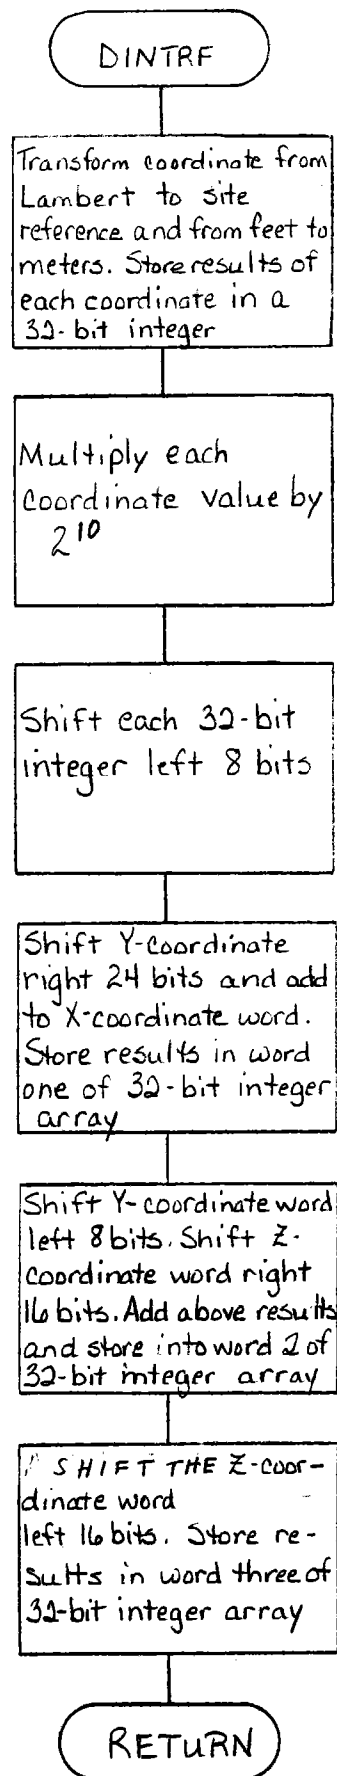 DINTRF
Transform coordinate from
Lambert to site
reference and from feet to
meters. Store results of
each coordinate in a
32-bit integer
Multiply each
coordinate value by
2^10
Shift each 32-bit
integer left 8 bits
Shift Y-coordinate
right 24 bits and add
to X-coordinate word.
Store results in word
one of 32-bit integer
array
Shift Y-coordinate word
left 8 bits. Shift Z-
coordinate word right
16 bits. Add above results
and store into word 2 of
32-bit integer array
SHIFT THE Z-coor-
dinate word
left 16 bits. Store re-
sults in word three of
32-bit integer array
RETURN